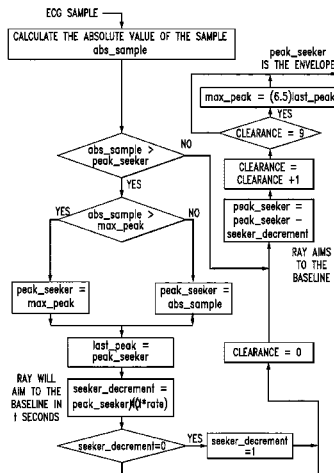 ECG SAMPLE
CALCULATE THE ABSOLUTE VALUE OF THE SAMPLE
abs_sample
abs_sample >
peak_seeker
NO
YES
abs_sample >
max_peak
YES
NO
peak_seeker =
max_peak
peak_seeker =
abs_sample
last_peak =
peak_seeker
RAY WILL
AIM TO THE
BASELINE IN
t SECONDS
seeker_decrement =
seeker_decrement=0
YES
seeker_decrement
=1
CLEARANCE = 0
RAY AIMS
TO THE
BASELINE
peak_seeker =
peak_seeker –
seeker_decrement
CLEARANCE =
CLEARANCE +1
CLEARANCE = 9
YES
max_peak = (6.5)last_peak
peak_seeker
IS THE ENVELOPE